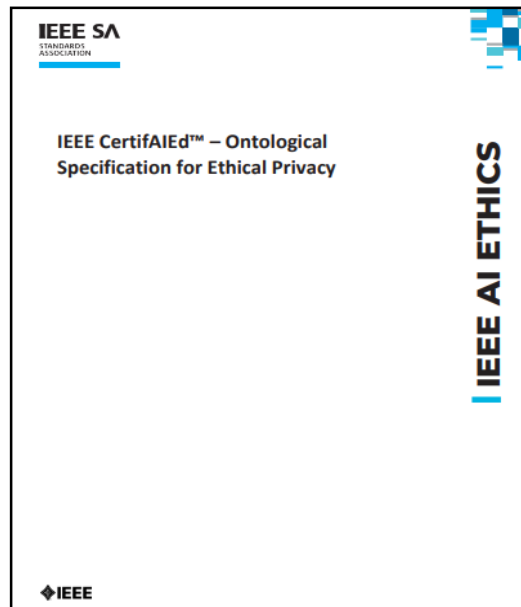 IEEE SA
STANDARDS
ASSOCIATION
IEEE CertifAIEd™ – Ontological
Specification for Ethical Privacy
IEEE AI ETHICS
IEEE